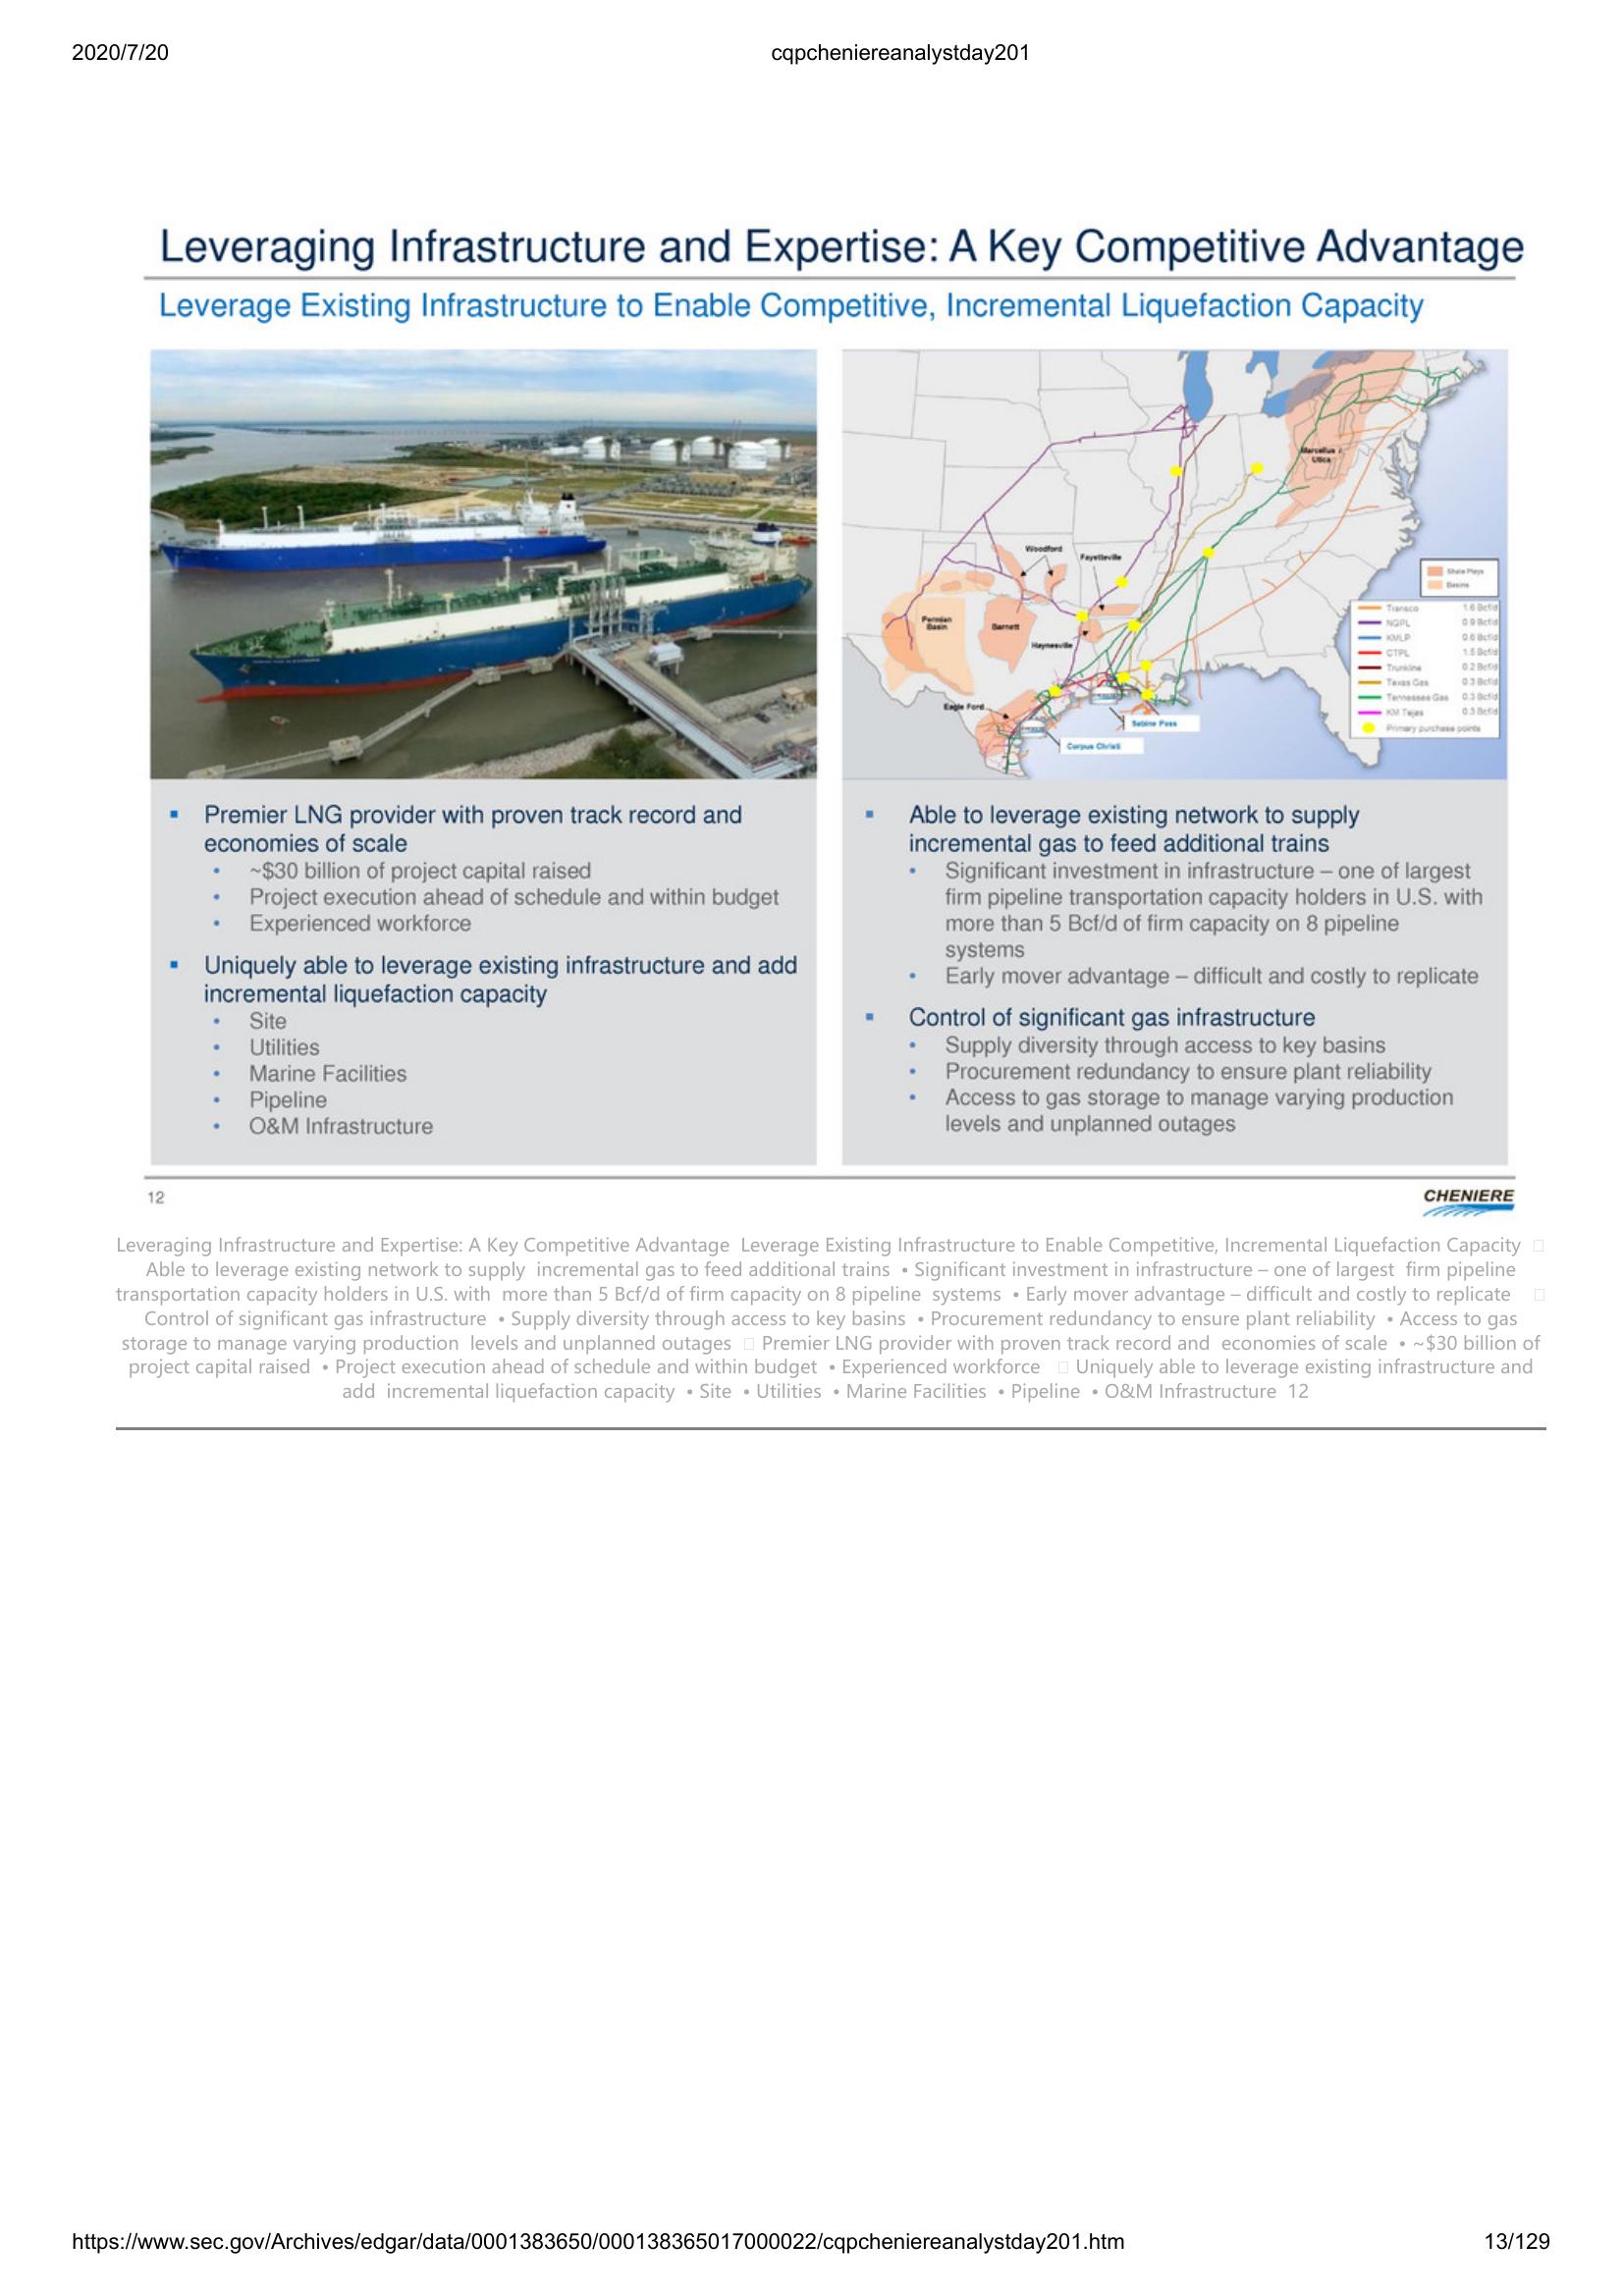 2020/7/20
cqpcheniereanalystday201
Leveraging Infrastructure and Expertise: A Key Competitive Advantage
Leverage Existing Infrastructure to Enable Competitive, Incremental Liquefaction Capacity
Marcellus /
Utica
Woodford
Fayetteville
Permian
Basin
Barnett
Haynesville
Eagle Ford
Sabine Pass
Corpus Christi
Shale Plays
Basins
Transco 1.6 Bcf/d
NGPL 0.9 Bcf/d
KMLP 0.6 Bcf/d
CTPL 1.5 Bcf/d
Trunkline 0.2 Bcf/d
Texas Gas 0.3 Bcf/d
Tennessee Gas 0.3 Bcf/d
KM Tejas 0.3 Bcf/d
Primary purchase points
▪ Premier LNG provider with proven track record and
economies of scale
• ~$30 billion of project capital raised
• Project execution ahead of schedule and within budget
• Experienced workforce
▪ Uniquely able to leverage existing infrastructure and add
incremental liquefaction capacity
• Site
• Utilities
• Marine Facilities
• Pipeline
• O&M Infrastructure
▪ Able to leverage existing network to supply
incremental gas to feed additional trains
• Significant investment in infrastructure – one of largest
firm pipeline transportation capacity holders in U.S. with
more than 5 Bcf/d of firm capacity on 8 pipeline
systems
• Early mover advantage – difficult and costly to replicate
▪ Control of significant gas infrastructure
• Supply diversity through access to key basins
• Procurement redundancy to ensure plant reliability
• Access to gas storage to manage varying production
levels and unplanned outages
12
CHENIERE
Leveraging Infrastructure and Expertise: A Key Competitive Advantage Leverage Existing Infrastructure to Enable Competitive, Incremental Liquefaction Capacity 
Able to leverage existing network to supply incremental gas to feed additional trains • Significant investment in infrastructure – one of largest firm pipeline
transportation capacity holders in U.S. with more than 5 Bcf/d of firm capacity on 8 pipeline systems • Early mover advantage – difficult and costly to replicate 
Control of significant gas infrastructure • Supply diversity through access to key basins • Procurement redundancy to ensure plant reliability • Access to gas
storage to manage varying production levels and unplanned outages  Premier LNG provider with proven track record and economies of scale • ~$30 billion of
project capital raised • Project execution ahead of schedule and within budget • Experienced workforce  Uniquely able to leverage existing infrastructure and
add incremental liquefaction capacity • Site • Utilities • Marine Facilities • Pipeline • O&M Infrastructure 12
https://www.sec.gov/Archives/edgar/data/0001383650/000138365017000022/cqpcheniereanalystday201.htm
13/129